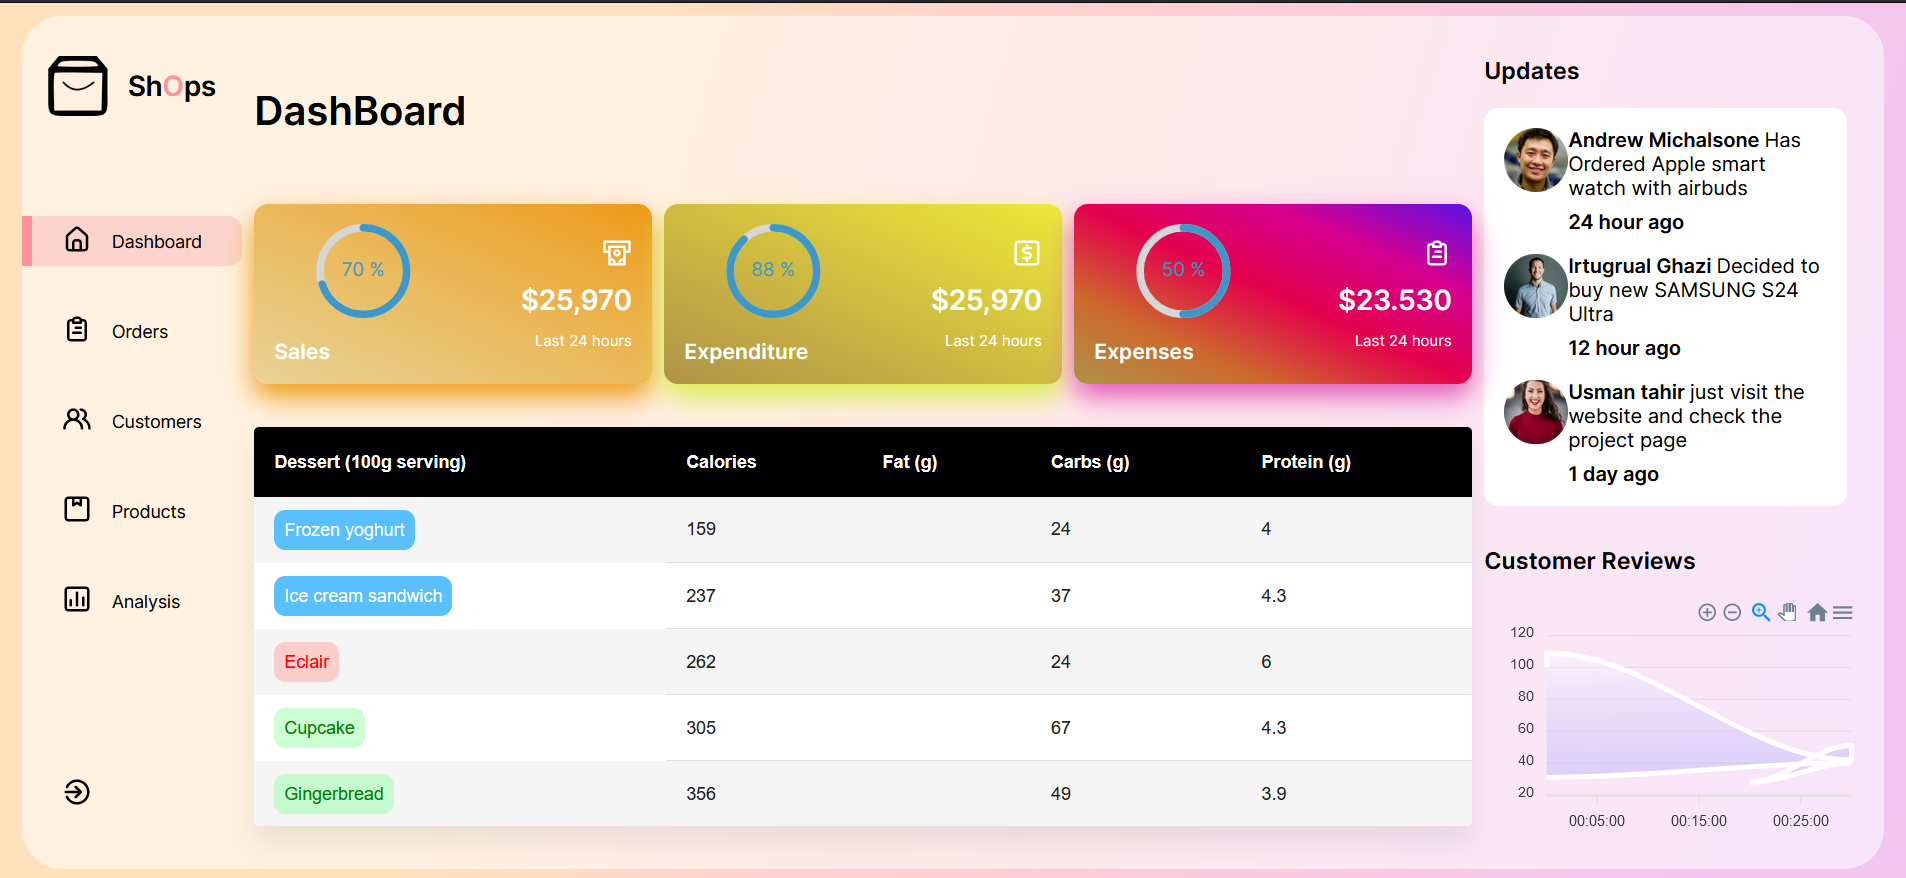 ShOps
Dashboard
Orders
Customers
Products
Analysis
DashBoard
70 %
$25,970
Last 24 hours
Sales
88 %
$25,970
Last 24 hours
Expenditure
50 %
$23.530
Last 24 hours
Expenses
Dessert (100g serving) Calories Fat (g) Carbs (g) Protein (g)
Frozen yoghurt 159 24 4
Ice cream sandwich 237 37 4.3
Eclair 262 24 6
Cupcake 305 67 4.3
Gingerbread 356 49 3.9
Updates
Andrew Michalsone Has
Ordered Apple smart
watch with airbuds
24 hour ago
Irtugrual Ghazi Decided to
buy new SAMSUNG S24
Ultra
12 hour ago
Usman tahir just visit the
website and check the
project page
1 day ago
Customer Reviews
120
100
80
60
40
20
00:05:00 00:15:00 00:25:00